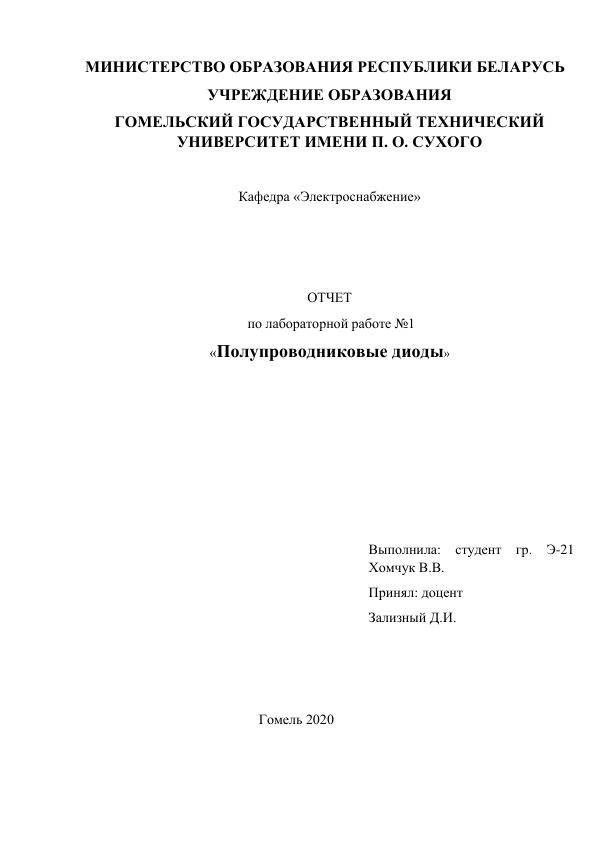 МИНИСТЕРСТВО ОБРАЗОВАНИЯ РЕСПУБЛИКИ БЕЛАРУСЬ
УЧРЕЖДЕНИЕ ОБРАЗОВАНИЯ
ГОМЕЛЬСКИЙ ГОСУДАРСТВЕННЫЙ ТЕХНИЧЕСКИЙ
УНИВЕРСИТЕТ ИМЕНИ П. О. СУХОГО
Кафедра «Электроснабжение»
ОТЧЕТ
по лабораторной работе №1
«Полупроводниковые диоды»
Выполнила: студент гр. Э-21
Хомчук В.В.
Принял: доцент
Зализный Д.И.
Гомель 2020